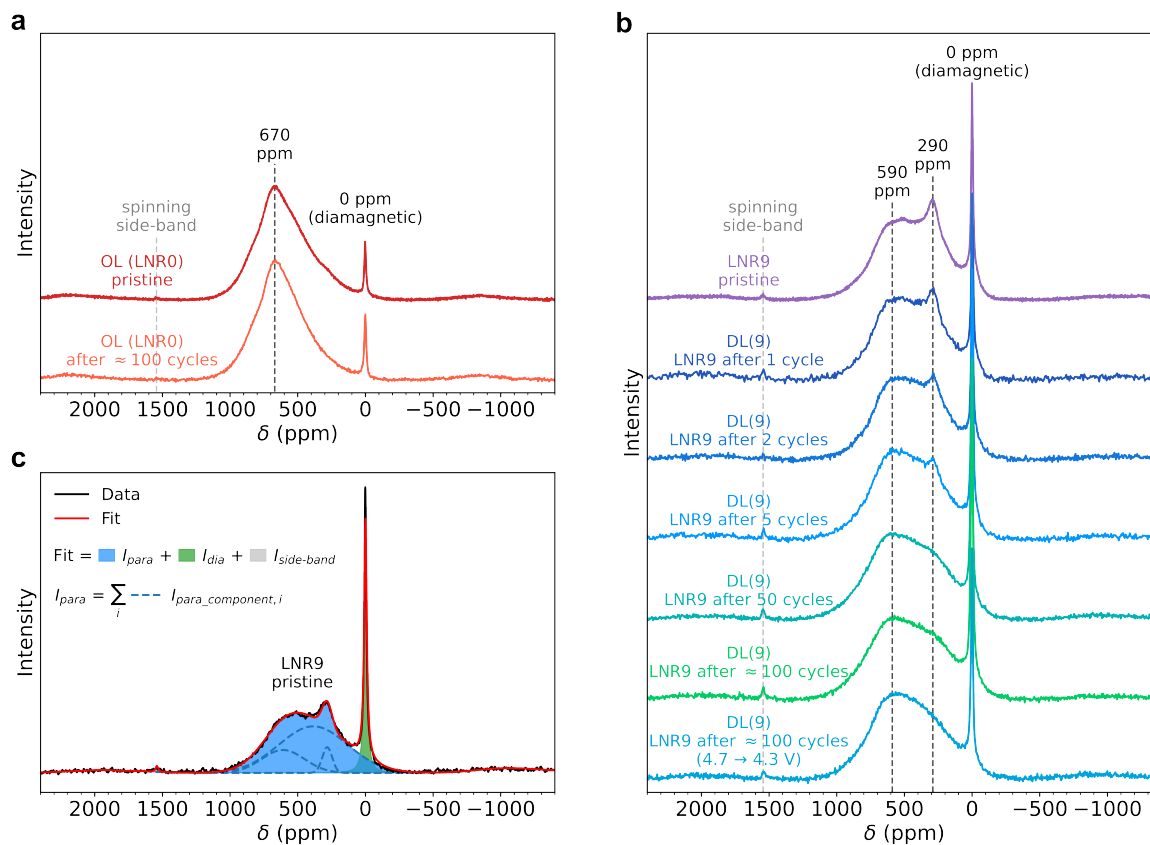 a
670
ppm
0 ppm
(diamagnetic)
spinning
side-band
OL (LNR0)
pristine
OL (LNR0)
after ≈ 100 cycles
Intensity
2000 1500 1000 500 0 −500 −1000
δ (ppm)
b
0 ppm
(diamagnetic)
290
ppm
590
ppm
spinning
side-band
LNR9
pristine
DL(9)
LNR9 after 1 cycle
DL(9)
LNR9 after 2 cycles
DL(9)
LNR9 after 5 cycles
DL(9)
LNR9 after 50 cycles
DL(9)
LNR9 after ≈ 100 cycles
DL(9)
LNR9 after ≈ 100 cycles
(4.7 → 4.3 V)
Intensity
2000 1500 1000 500 0 −500 −1000
δ (ppm)
c
Data
Fit
Fit = I_para + I_dia + I_side-band
I_para = ∑_i I_para_component, i
LNR9
pristine
Intensity
2000 1500 1000 500 0 −500 −1000
δ (ppm)